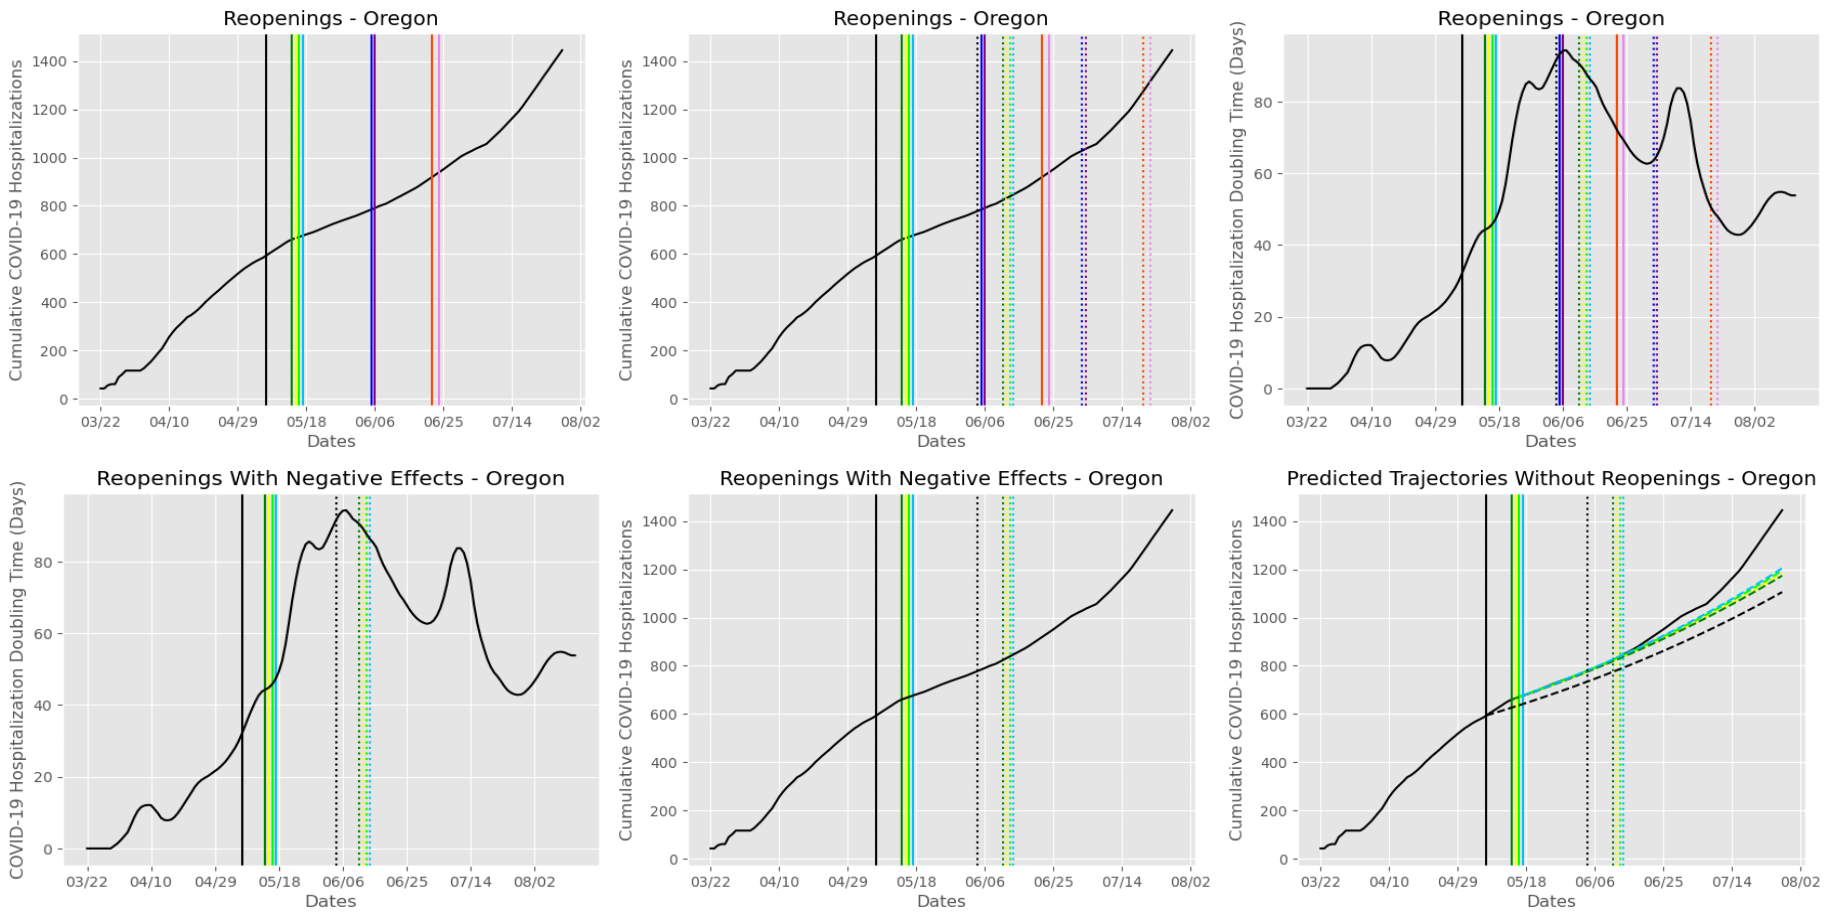 Reopenings - Oregon
Cumulative COVID-19 Hospitalizations
1400
1200
1000
800
600
400
200
0
03/22 04/10 04/29 05/18 06/06 06/25 07/14 08/02
Dates
Reopenings - Oregon
Cumulative COVID-19 Hospitalizations
1400
1200
1000
800
600
400
200
0
03/22 04/10 04/29 05/18 06/06 06/25 07/14 08/02
Dates
Reopenings - Oregon
COVID-19 Hospitalization Doubling Time (Days)
80
60
40
20
0
03/22 04/10 04/29 05/18 06/06 06/25 07/14 08/02
Dates
Reopenings With Negative Effects - Oregon
COVID-19 Hospitalization Doubling Time (Days)
80
60
40
20
0
03/22 04/10 04/29 05/18 06/06 06/25 07/14 08/02
Dates
Reopenings With Negative Effects - Oregon
Cumulative COVID-19 Hospitalizations
1400
1200
1000
800
600
400
200
0
03/22 04/10 04/29 05/18 06/06 06/25 07/14 08/02
Dates
Predicted Trajectories Without Reopenings - Oregon
Cumulative COVID-19 Hospitalizations
1400
1200
1000
800
600
400
200
0
03/22 04/10 04/29 05/18 06/06 06/25 07/14 08/02
Dates